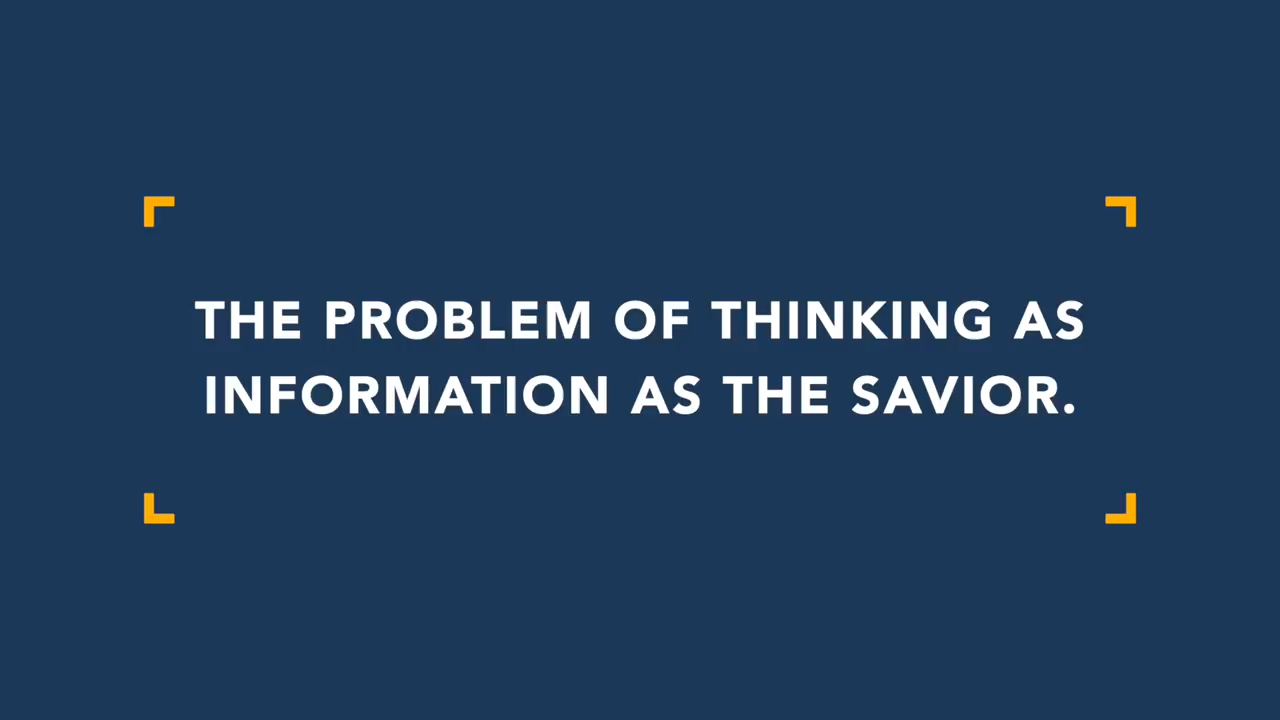 THE PROBLEM OF THINKING AS
INFORMATION AS THE SAVIOR.